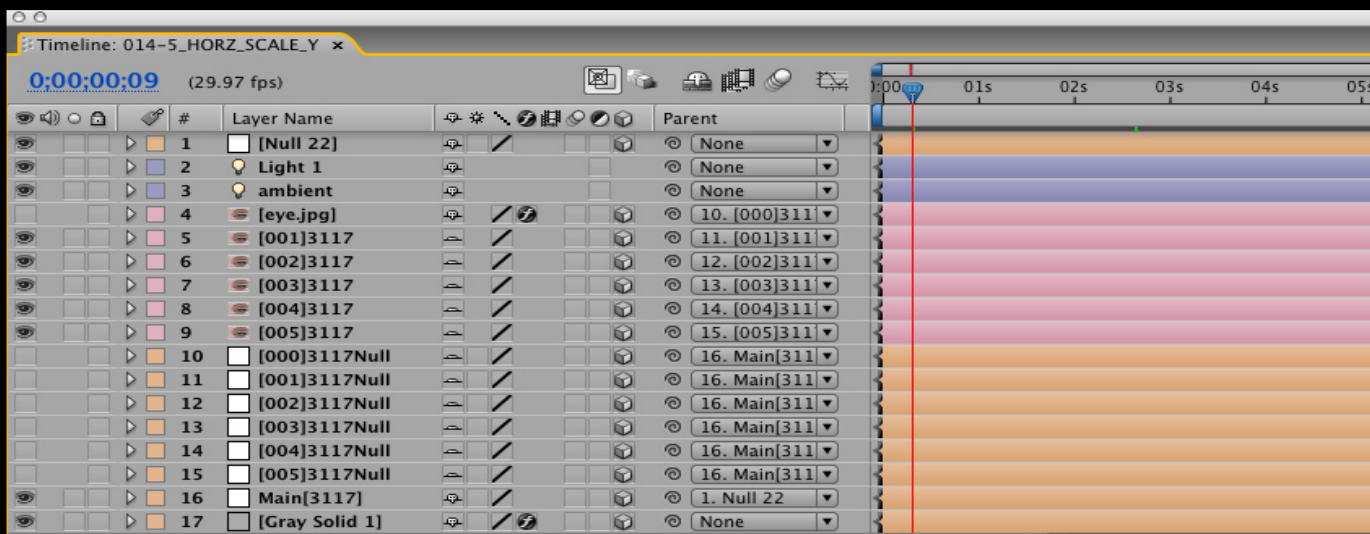 Timeline: 014-5_HORZ_SCALE_Y ×
0;00;00;09 (29.97 fps)
):00 01s 02s 03s 04s 05s
# Layer Name Parent
1 [Null 22] None
2 Light 1 None
3 ambient None
4 [eye.jpg] 10. [000]311
5 [001]3117 11. [001]311
6 [002]3117 12. [002]311
7 [003]3117 13. [003]311
8 [004]3117 14. [004]311
9 [005]3117 15. [005]311
10 [000]3117Null 16. Main[311
11 [001]3117Null 16. Main[311
12 [002]3117Null 16. Main[311
13 [003]3117Null 16. Main[311
14 [004]3117Null 16. Main[311
15 [005]3117Null 16. Main[311
16 Main[3117] 1. Null 22
17 [Gray Solid 1] None